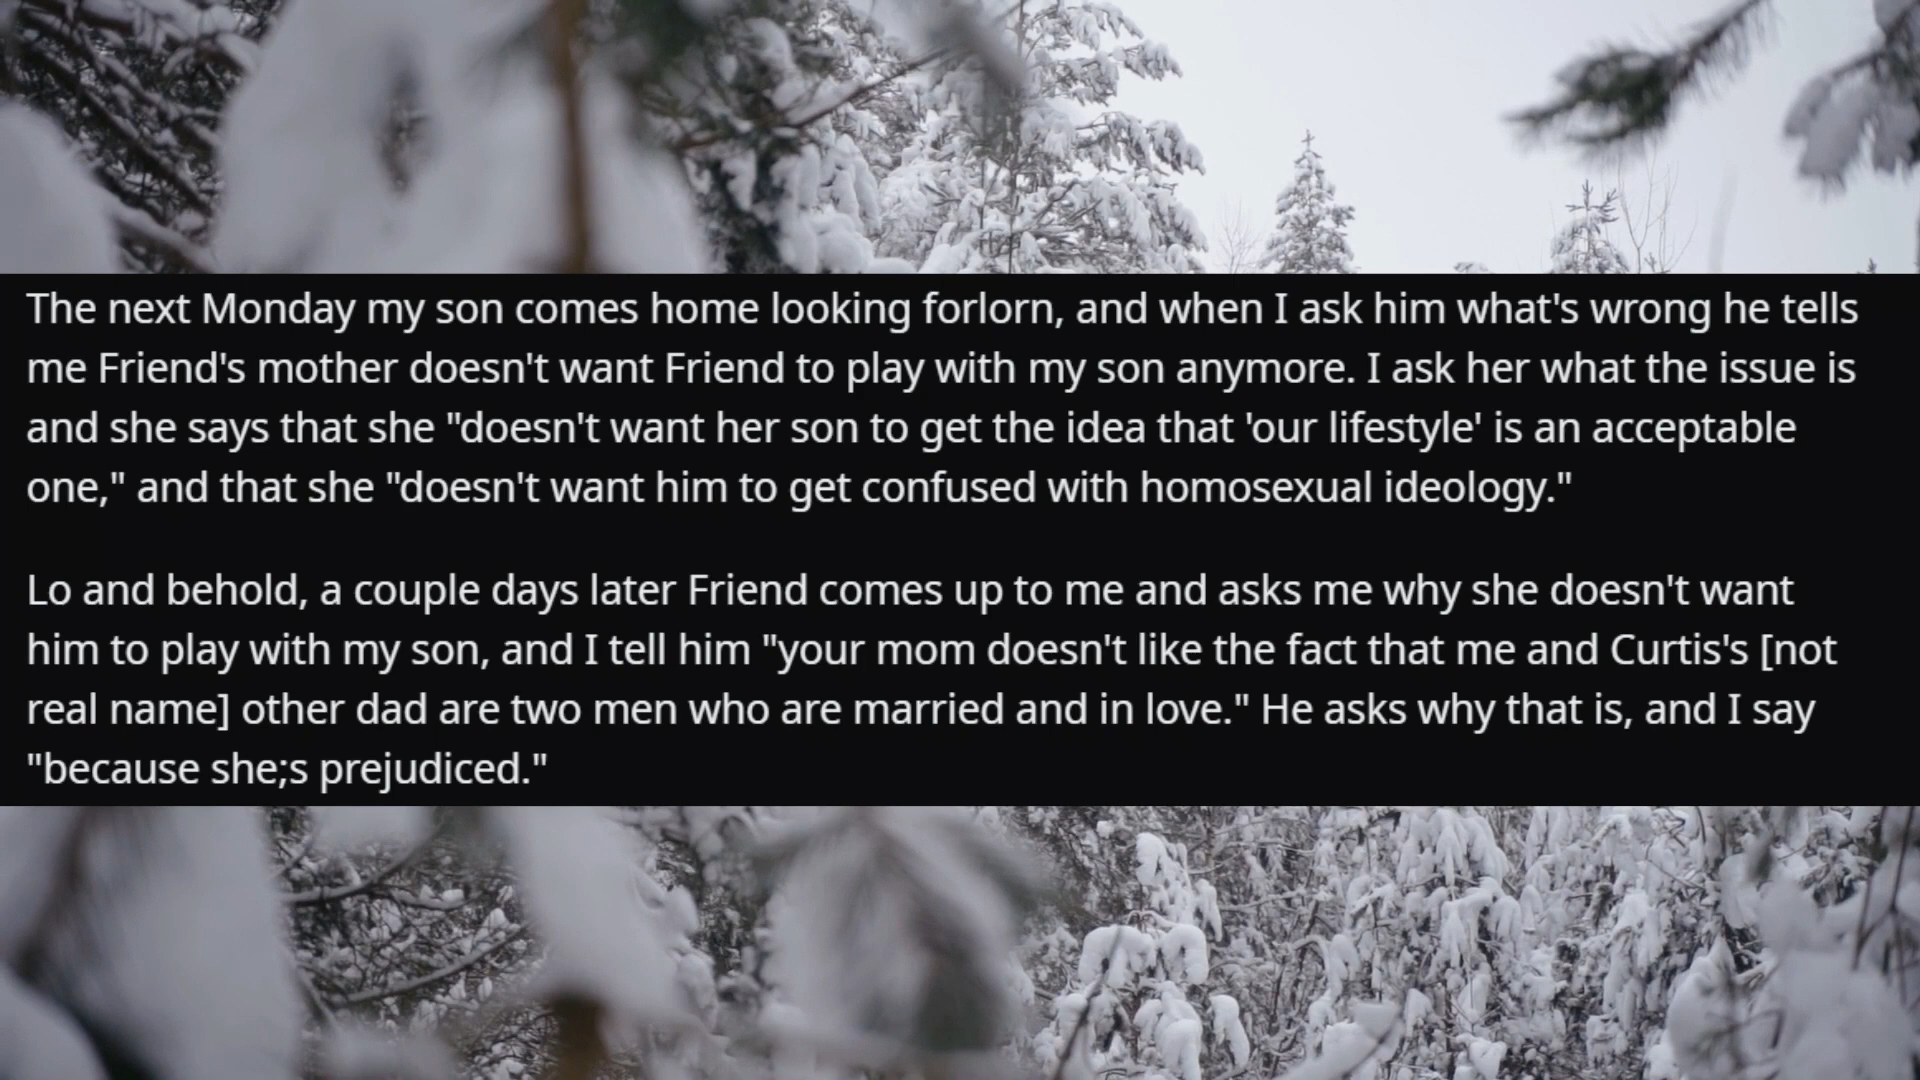 The next Monday my son comes home looking forlorn, and when I ask him what's wrong he tells
me Friend's mother doesn't want Friend to play with my son anymore. I ask her what the issue is
and she says that she "doesn't want her son to get the idea that 'our lifestyle' is an acceptable
one," and that she "doesn't want him to get confused with homosexual ideology."
Lo and behold, a couple days later Friend comes up to me and asks me why she doesn't want
him to play with my son, and I tell him "your mom doesn't like the fact that me and Curtis's [not
real name] other dad are two men who are married and in love." He asks why that is, and I say
"because she;s prejudiced."